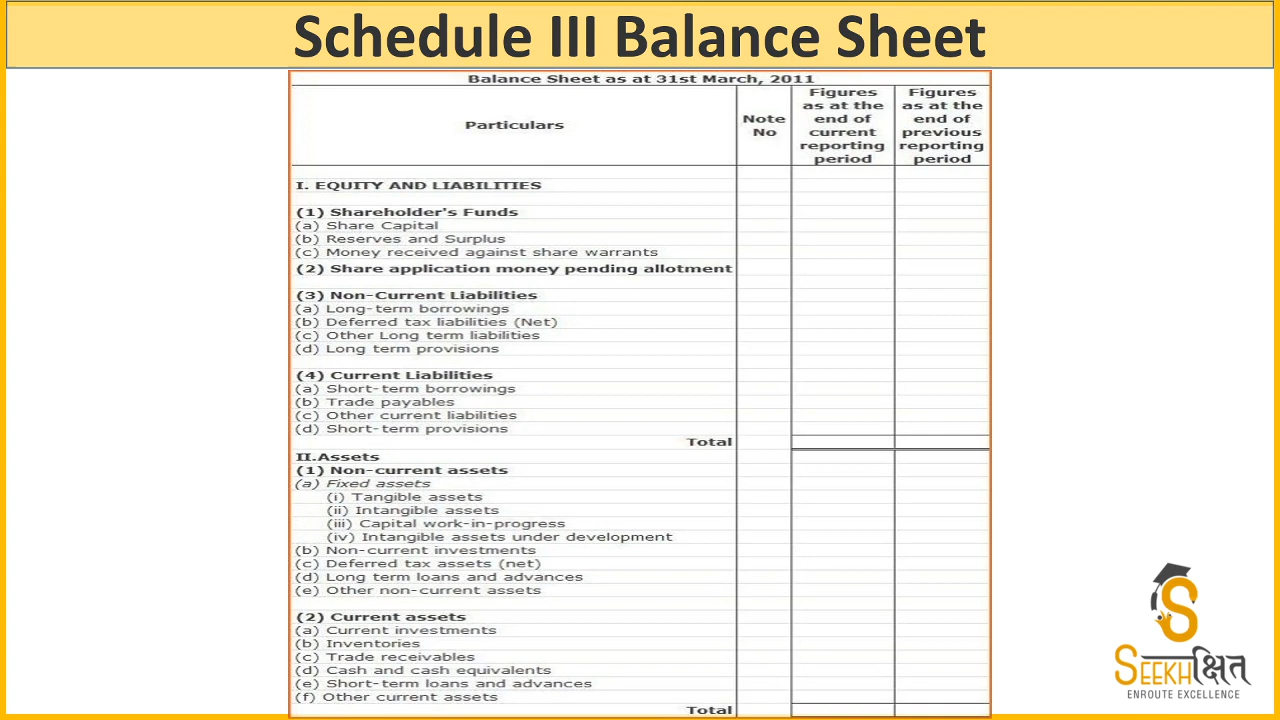 Schedule III Balance Sheet
Balance Sheet as at 31st March, 2011
Particulars
Note
No
Figures
as at the
end of
current
reporting
period
Figures
as at the
end of
previous
reporting
period
I. EQUITY AND LIABILITIES
(1) Shareholder's Funds
(a) Share Capital
(b) Reserves and Surplus
(c) Money received against share warrants
(2) Share application money pending allotment
(3) Non-Current Liabilities
(a) Long-term borrowings
(b) Deferred tax liabilities (Net)
(c) Other Long term liabilities
(d) Long term provisions
(4) Current Liabilities
(a) Short-term borrowings
(b) Trade payables
(c) Other current liabilities
(d) Short-term provisions
Total
II.Assets
(1) Non-current assets
(a) Fixed assets
(i) Tangible assets
(ii) Intangible assets
(iii) Capital work-in-progress
(iv) Intangible assets under development
(b) Non-current investments
(c) Deferred tax assets (net)
(d) Long term loans and advances
(e) Other non-current assets
(2) Current assets
(a) Current investments
(b) Inventories
(c) Trade receivables
(d) Cash and cash equivalents
(e) Short-term loans and advances
(f) Other current assets
Total
S
SEEKHक्षित
ENROUTE EXCELLENCE